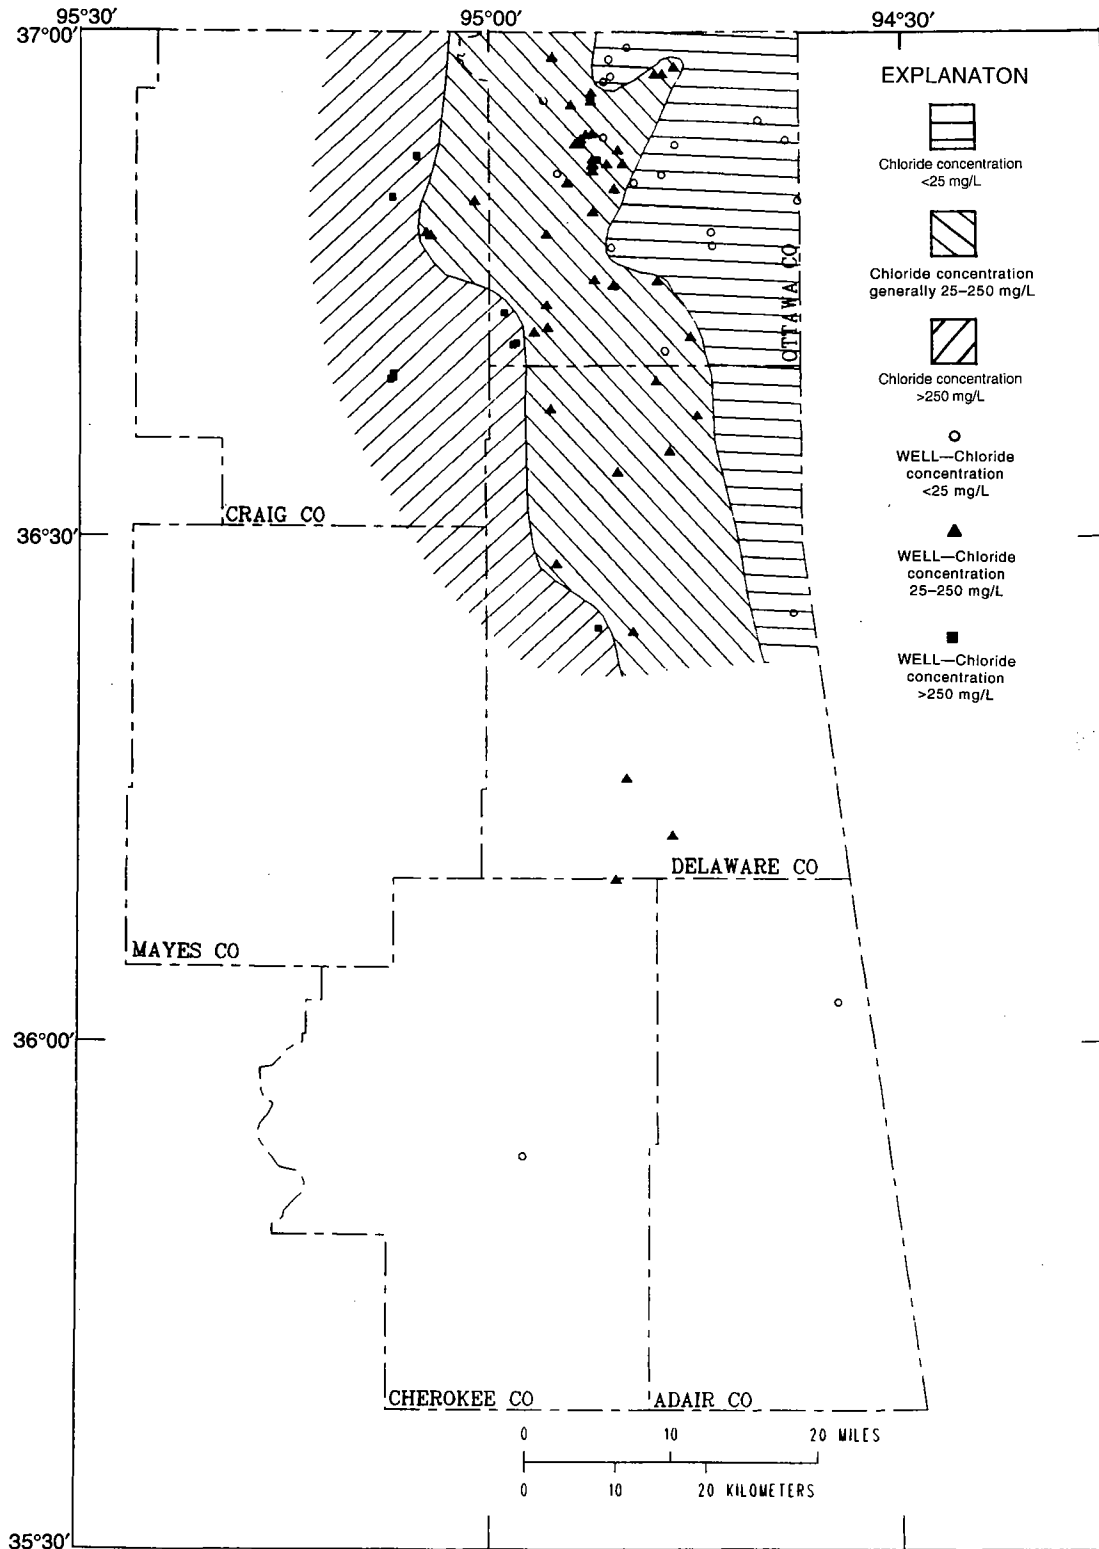 95°30′
95°00′
94°30′
37°00′
EXPLANATON
Chloride concentration
<25 mg/L
Chloride concentration
generally 25–250 mg/L
Chloride concentration
>250 mg/L
WELL—Chloride
concentration
<25 mg/L
WELL—Chloride
concentration
25–250 mg/L
WELL—Chloride
concentration
>250 mg/L
OTTAWA CO
CRAIG CO
36°30′
DELAWARE CO
MAYES CO
36°00′
CHEROKEE CO
ADAIR CO
0 10 20 MILES
0 10 20 KILOMETERS
35°30′